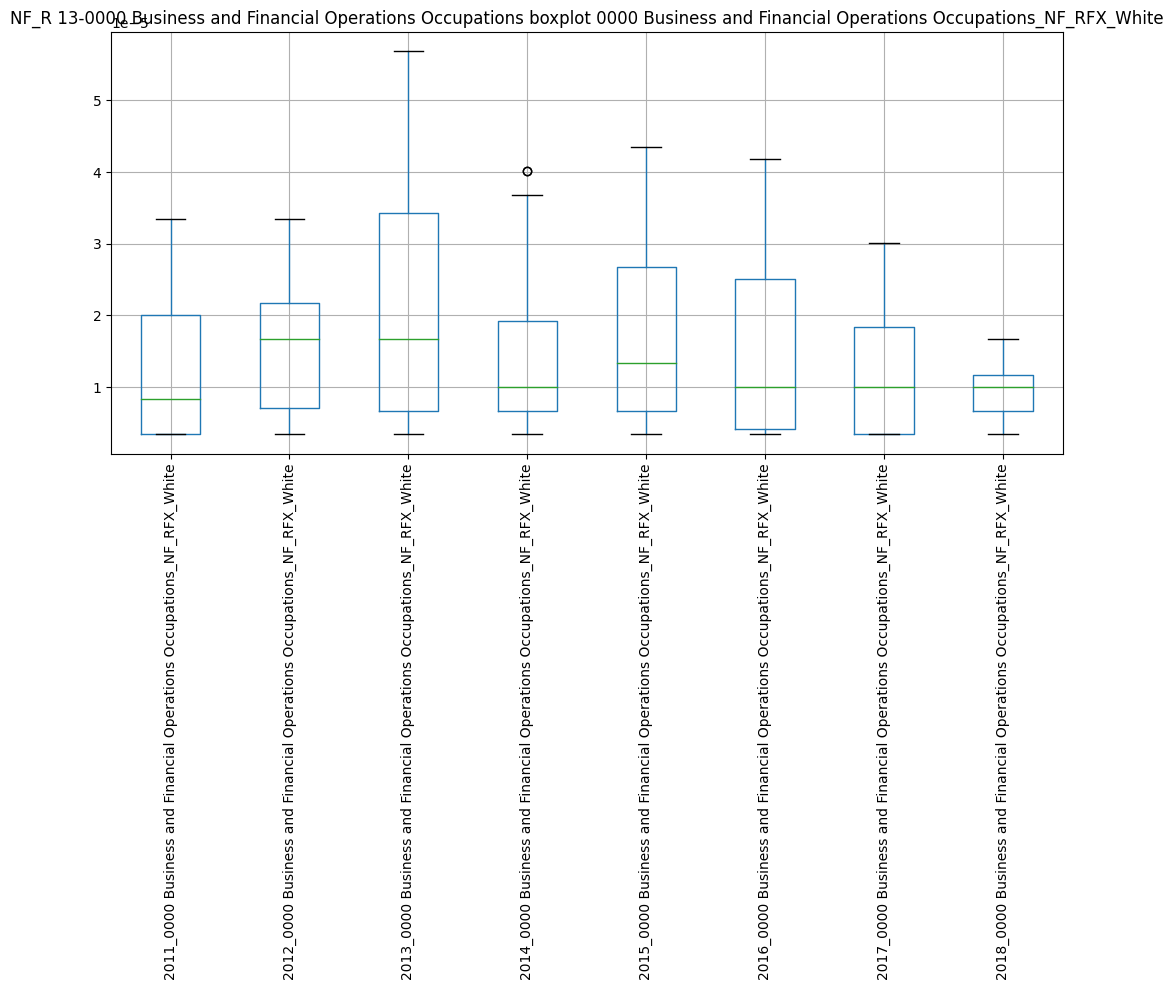 NF_R 13-0000 Business and Financial Operations Occupations boxplot 0000 Business and Financial Operations Occupations_NF_RFX_White
1e−5
5
4
3
2
1
2011_0000 Business and Financial Operations Occupations_NF_RFX_White
2012_0000 Business and Financial Operations Occupations_NF_RFX_White
2013_0000 Business and Financial Operations Occupations_NF_RFX_White
2014_0000 Business and Financial Operations Occupations_NF_RFX_White
2015_0000 Business and Financial Operations Occupations_NF_RFX_White
2016_0000 Business and Financial Operations Occupations_NF_RFX_White
2017_0000 Business and Financial Operations Occupations_NF_RFX_White
2018_0000 Business and Financial Operations Occupations_NF_RFX_White